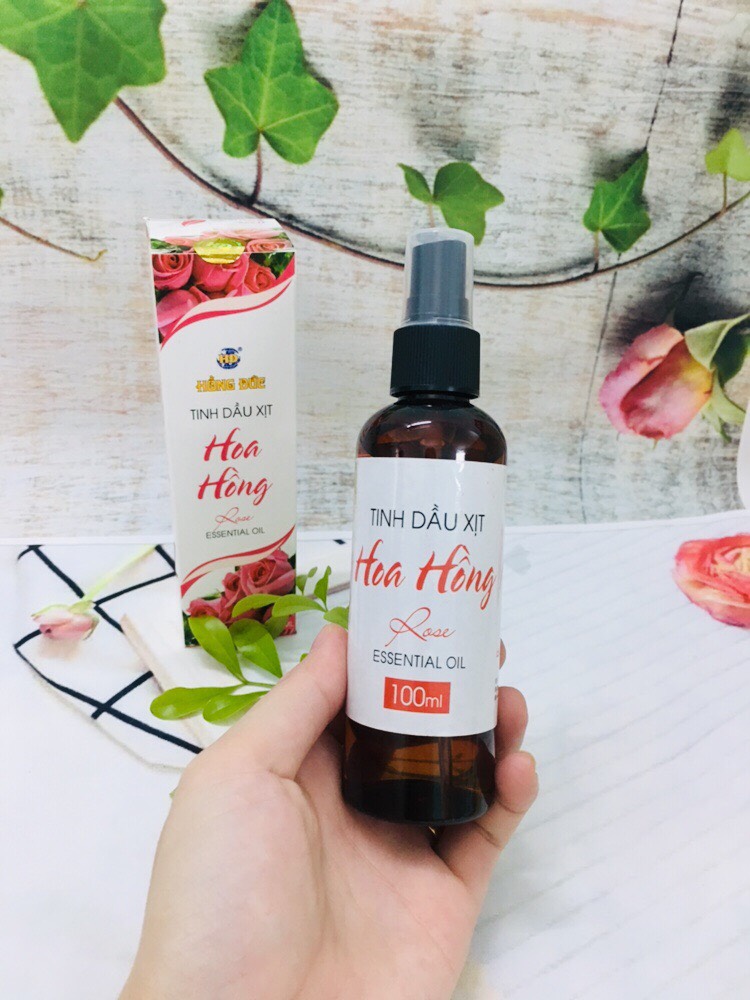 HĐ
HỒNG ĐỨC
TINH DẦU XỊT
Hoa
Hồng
Rose
ESSENTIAL OIL
TINH DẦU XỊT
Hoa Hồng
Rose
ESSENTIAL OIL
100ml